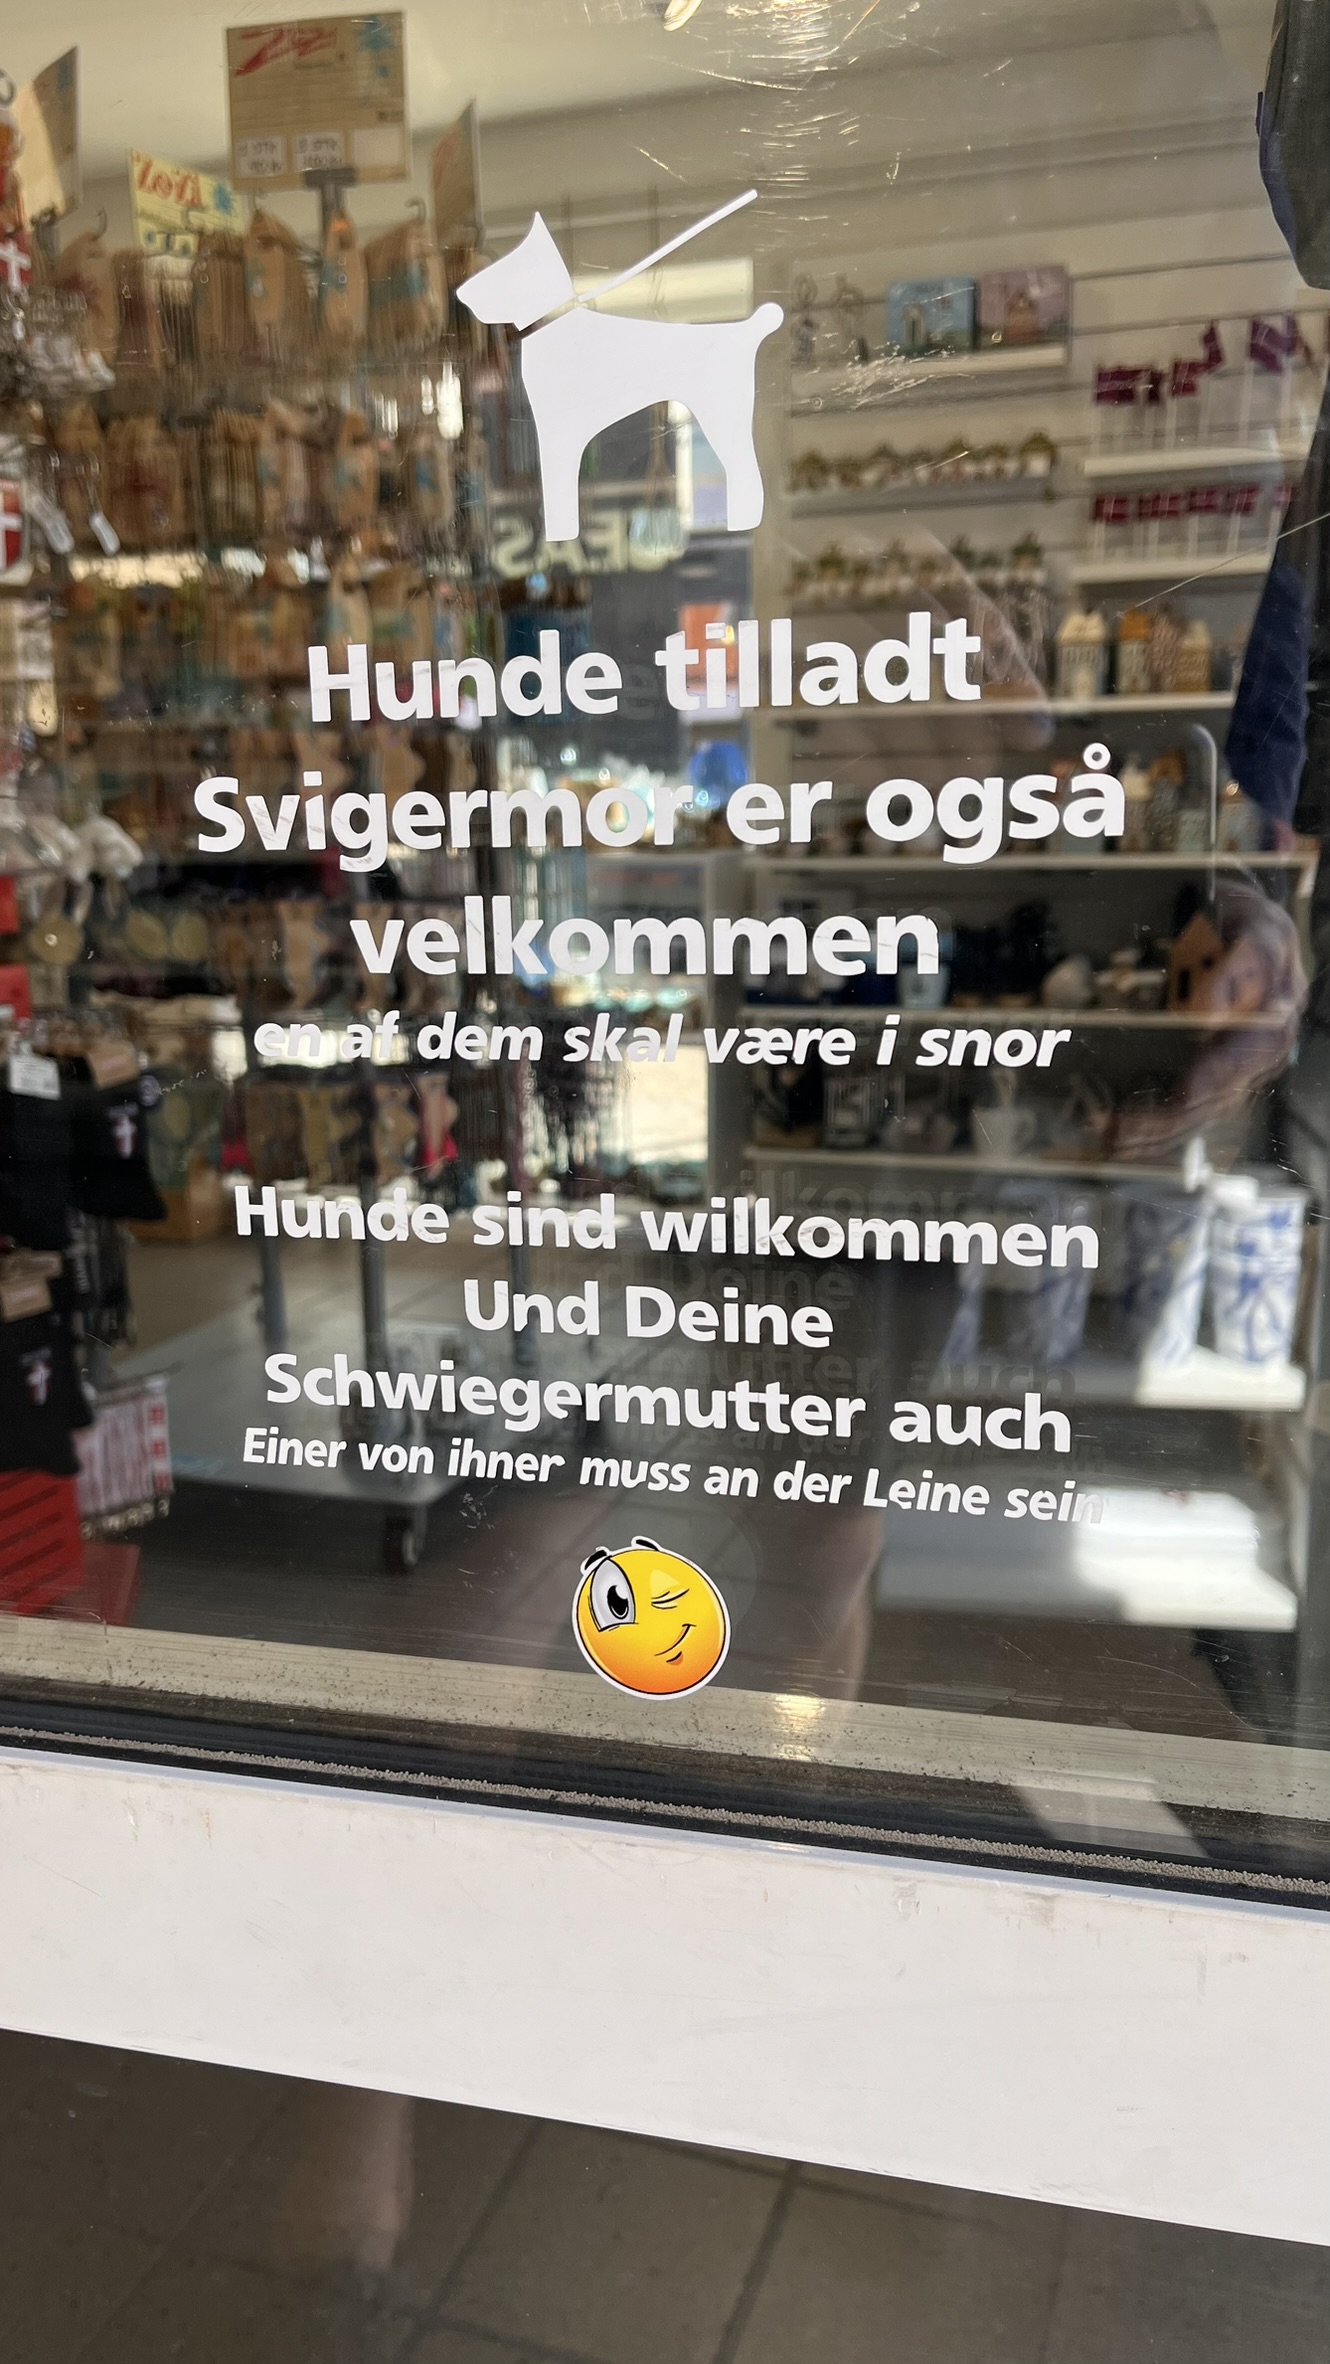 Hunde tilladt
Svigermor er også
velkommen
en af dem skal være i snor
Hunde sind wilkommen
Und Deine
Schwiegermutter auch
Einer von ihner muss an der Leine sein